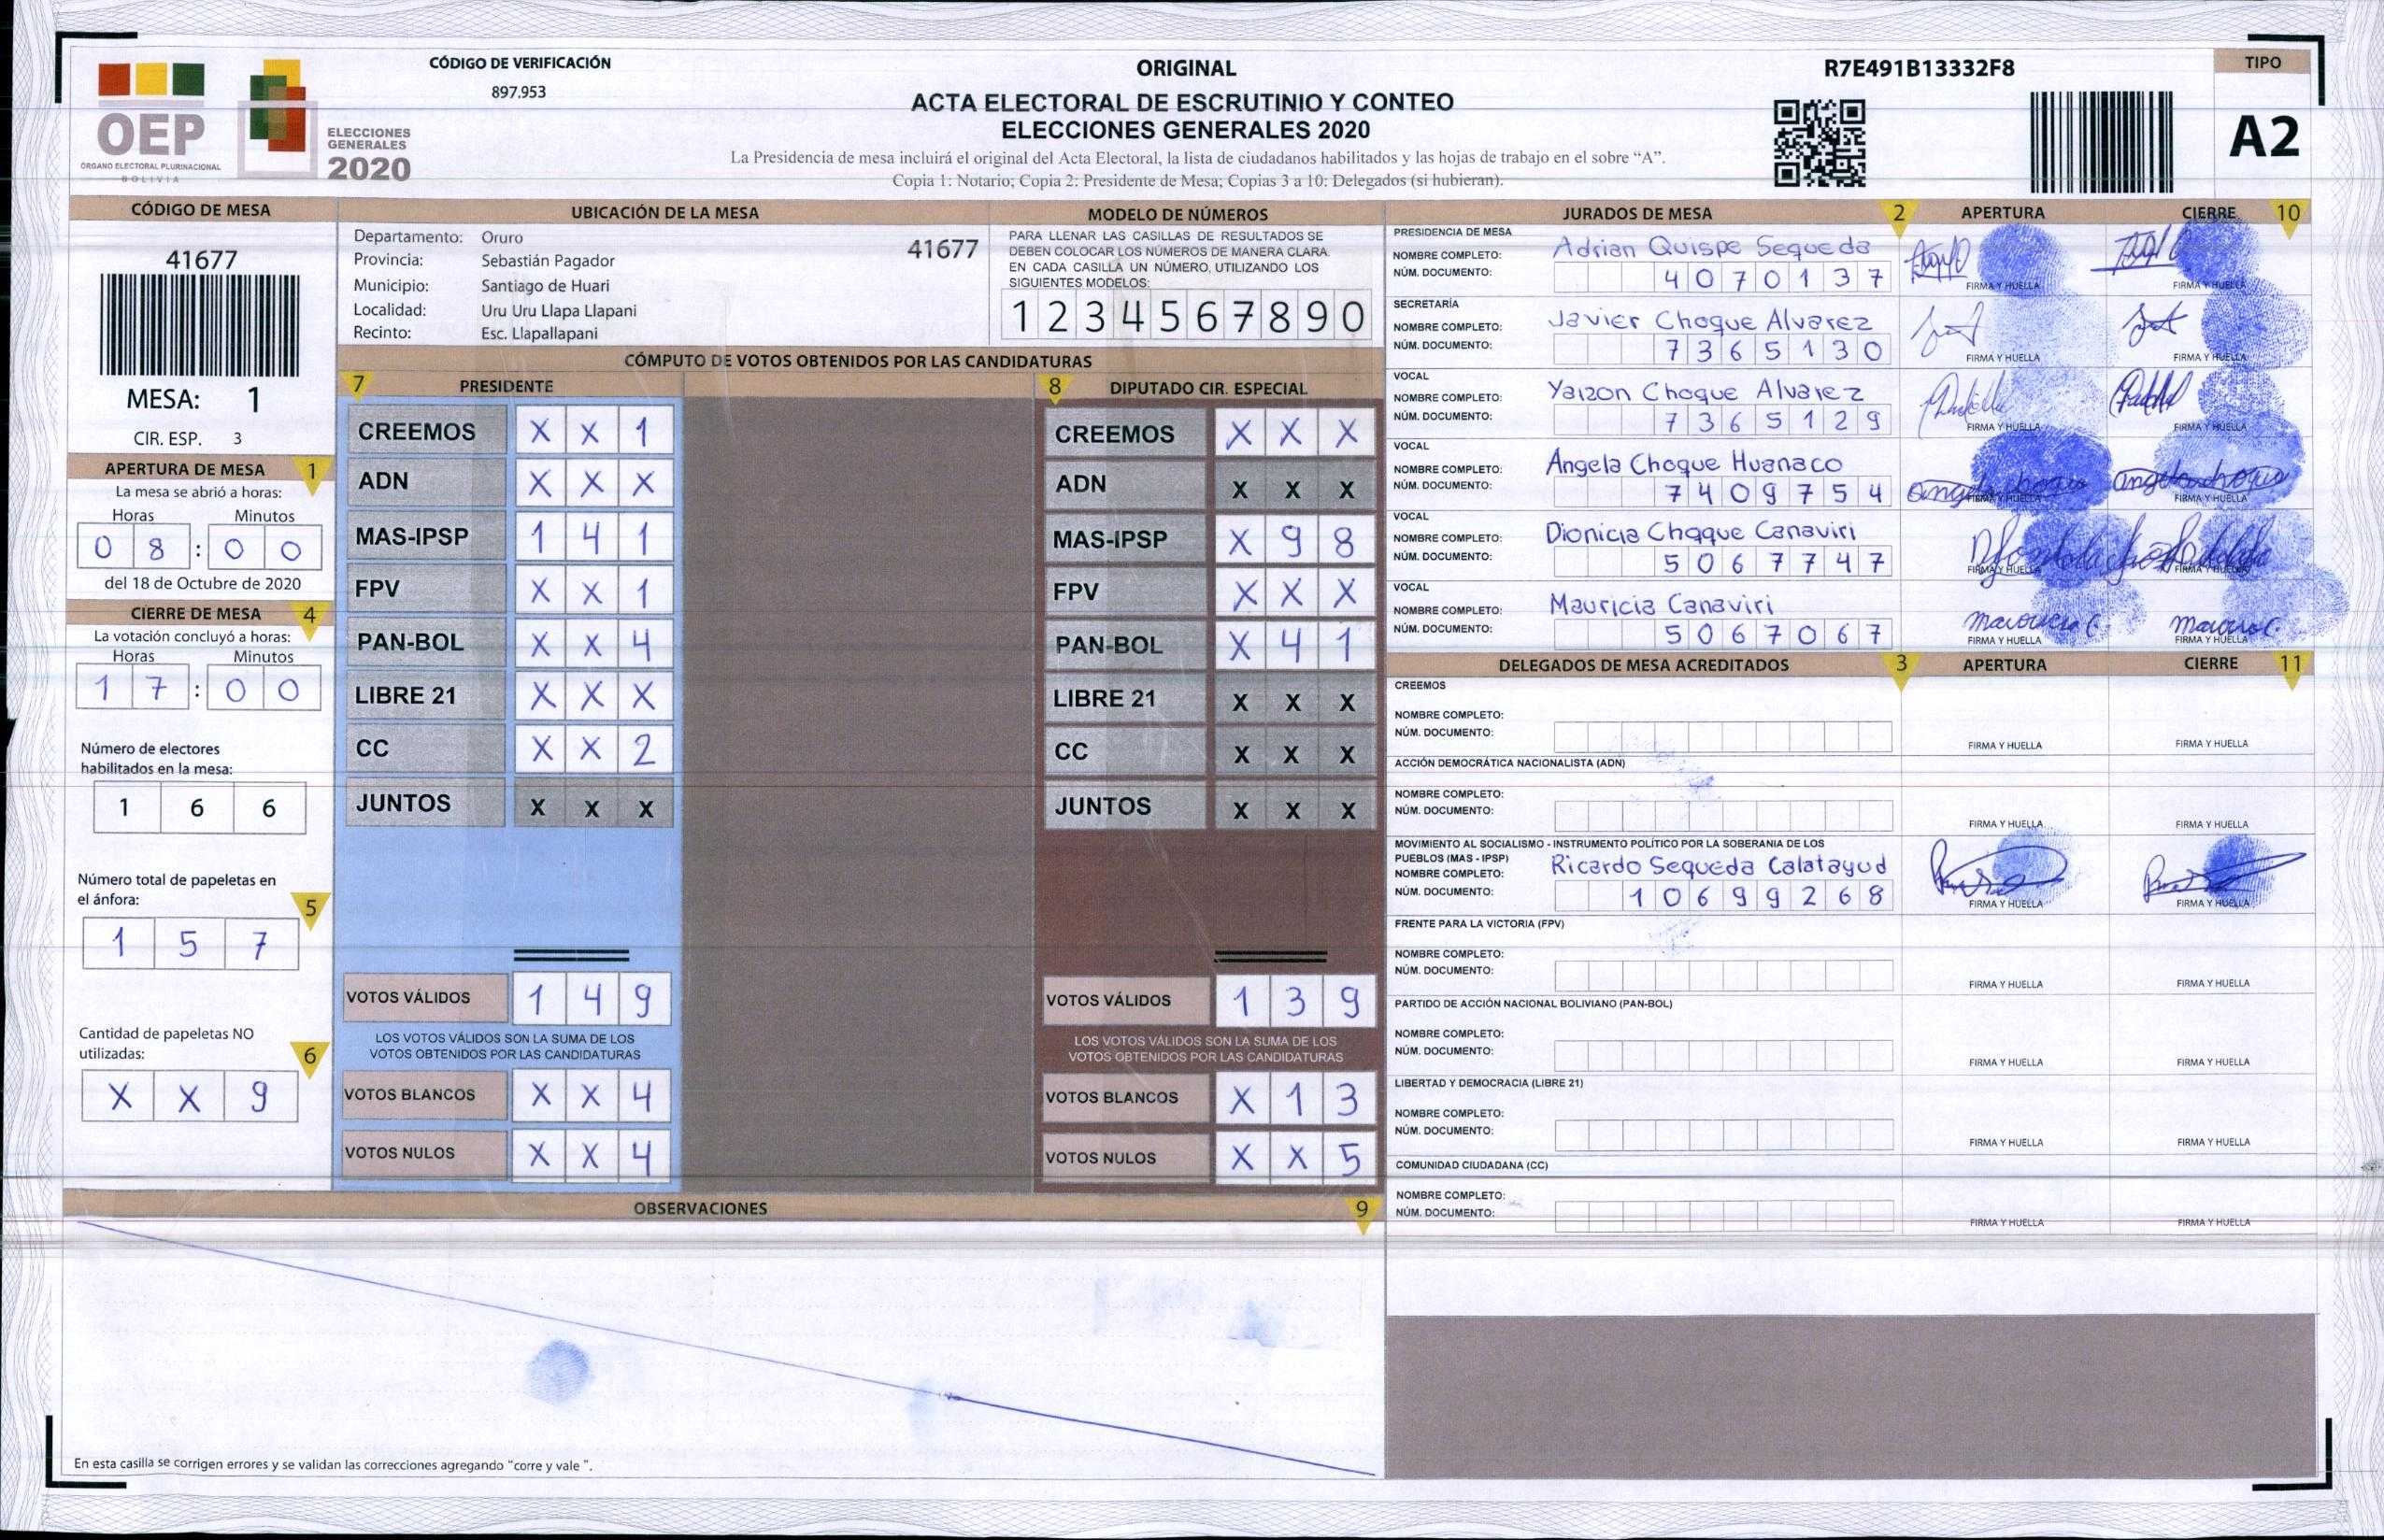 OEP
ÓRGANO ELECTORAL PLURINACIONAL
BOLIVIA
ELECCIONES
GENERALES
2020
CÓDIGO DE VERIFICACIÓN
897.953
ORIGINAL
ACTA ELECTORAL DE ESCRUTINIO Y CONTEO
ELECCIONES GENERALES 2020
La Presidencia de mesa incluirá el original del Acta Electoral, la lista de ciudadanos habilitados y las hojas de trabajo en el sobre “A”.
Copia 1: Notario; Copia 2: Presidente de Mesa; Copias 3 a 10: Delegados (si hubieran).
R7E491B13332F8
TIPO
A2
CÓDIGO DE MESA
41677
MESA: 1
CIR. ESP. 3
APERTURA DE MESA 1
La mesa se abrió a horas:
Horas Minutos
0 8 : 0 0
del 18 de Octubre de 2020
CIERRE DE MESA 4
La votación concluyó a horas:
Horas Minutos
1 7 : 0 0
Número de electores
habilitados en la mesa:
1 6 6
Número total de papeletas en
el ánfora: 5
1 5 7
Cantidad de papeletas NO
utilizadas: 6
X X 9
UBICACIÓN DE LA MESA
Departamento: Oruro 41677
Provincia: Sebastián Pagador
Municipio: Santiago de Huari
Localidad: Uru Uru Llapa Llapani
Recinto: Esc. Llapallapani
MODELO DE NÚMEROS
PARA LLENAR LAS CASILLAS DE RESULTADOS SE
DEBEN COLOCAR LOS NÚMEROS DE MANERA CLARA.
EN CADA CASILLA UN NÚMERO, UTILIZANDO LOS
SIGUIENTES MODELOS:
1 2 3 4 5 6 7 8 9 0
CÓMPUTO DE VOTOS OBTENIDOS POR LAS CANDIDATURAS
7 PRESIDENTE
CREEMOS X X 1
ADN X X X
MAS-IPSP 1 4 1
FPV X X 1
PAN-BOL X X 4
LIBRE 21 X X X
CC X X 2
JUNTOS X X X
VOTOS VÁLIDOS 1 4 9
LOS VOTOS VÁLIDOS SON LA SUMA DE LOS
VOTOS OBTENIDOS POR LAS CANDIDATURAS
VOTOS BLANCOS X X 4
VOTOS NULOS X X 4
8 DIPUTADO CIR. ESPECIAL
CREEMOS X X X
ADN X X X
MAS-IPSP X 9 8
FPV X X X
PAN-BOL X 4 1
LIBRE 21 X X X
CC X X X
JUNTOS X X X
VOTOS VÁLIDOS 1 3 9
LOS VOTOS VÁLIDOS SON LA SUMA DE LOS
VOTOS OBTENIDOS POR LAS CANDIDATURAS
VOTOS BLANCOS X 1 3
VOTOS NULOS X X 5
OBSERVACIONES 9
En esta casilla se corrigen errores y se validan las correcciones agregando “corre y vale ”.
JURADOS DE MESA 2 APERTURA CIERRE 10
PRESIDENCIA DE MESA
NOMBRE COMPLETO: Adrian Quispe Sequeda
NÚM. DOCUMENTO: 4 0 7 0 1 3 7
FIRMA Y HUELLA FIRMA Y HUELLA
SECRETARÍA
NOMBRE COMPLETO: Javier Choque Alvarez
NÚM. DOCUMENTO: 7 3 6 5 1 3 0
FIRMA Y HUELLA FIRMA Y HUELLA
VOCAL
NOMBRE COMPLETO: Yaizon Choque Alvarez
NÚM. DOCUMENTO: 7 3 6 5 1 2 9
FIRMA Y HUELLA FIRMA Y HUELLA
VOCAL
NOMBRE COMPLETO: Angela Choque Huanaco
NÚM. DOCUMENTO: 7 4 0 9 7 5 4
FIRMA Y HUELLA FIRMA Y HUELLA
VOCAL
NOMBRE COMPLETO: Dionicia Choque Canaviri
NÚM. DOCUMENTO: 5 0 6 7 7 4 7
FIRMA Y HUELLA FIRMA Y HUELLA
VOCAL
NOMBRE COMPLETO: Mauricia Canaviri
NÚM. DOCUMENTO: 5 0 6 7 0 6 7
FIRMA Y HUELLA FIRMA Y HUELLA
DELEGADOS DE MESA ACREDITADOS 3 APERTURA CIERRE 11
CREEMOS
NOMBRE COMPLETO:
NÚM. DOCUMENTO:
FIRMA Y HUELLA FIRMA Y HUELLA
ACCIÓN DEMOCRÁTICA NACIONALISTA (ADN)
NOMBRE COMPLETO:
NÚM. DOCUMENTO:
FIRMA Y HUELLA FIRMA Y HUELLA
MOVIMIENTO AL SOCIALISMO - INSTRUMENTO POLÍTICO POR LA SOBERANIA DE LOS
PUEBLOS (MAS - IPSP)
NOMBRE COMPLETO: Ricardo Sequeda Calatayud
NÚM. DOCUMENTO: 1 0 6 9 9 2 6 8
FIRMA Y HUELLA FIRMA Y HUELLA
FRENTE PARA LA VICTORIA (FPV)
NOMBRE COMPLETO:
NÚM. DOCUMENTO:
FIRMA Y HUELLA FIRMA Y HUELLA
PARTIDO DE ACCIÓN NACIONAL BOLIVIANO (PAN-BOL)
NOMBRE COMPLETO:
NÚM. DOCUMENTO:
FIRMA Y HUELLA FIRMA Y HUELLA
LIBERTAD Y DEMOCRACIA (LIBRE 21)
NOMBRE COMPLETO:
NÚM. DOCUMENTO:
FIRMA Y HUELLA FIRMA Y HUELLA
COMUNIDAD CIUDADANA (CC)
NOMBRE COMPLETO:
NÚM. DOCUMENTO:
FIRMA Y HUELLA FIRMA Y HUELLA